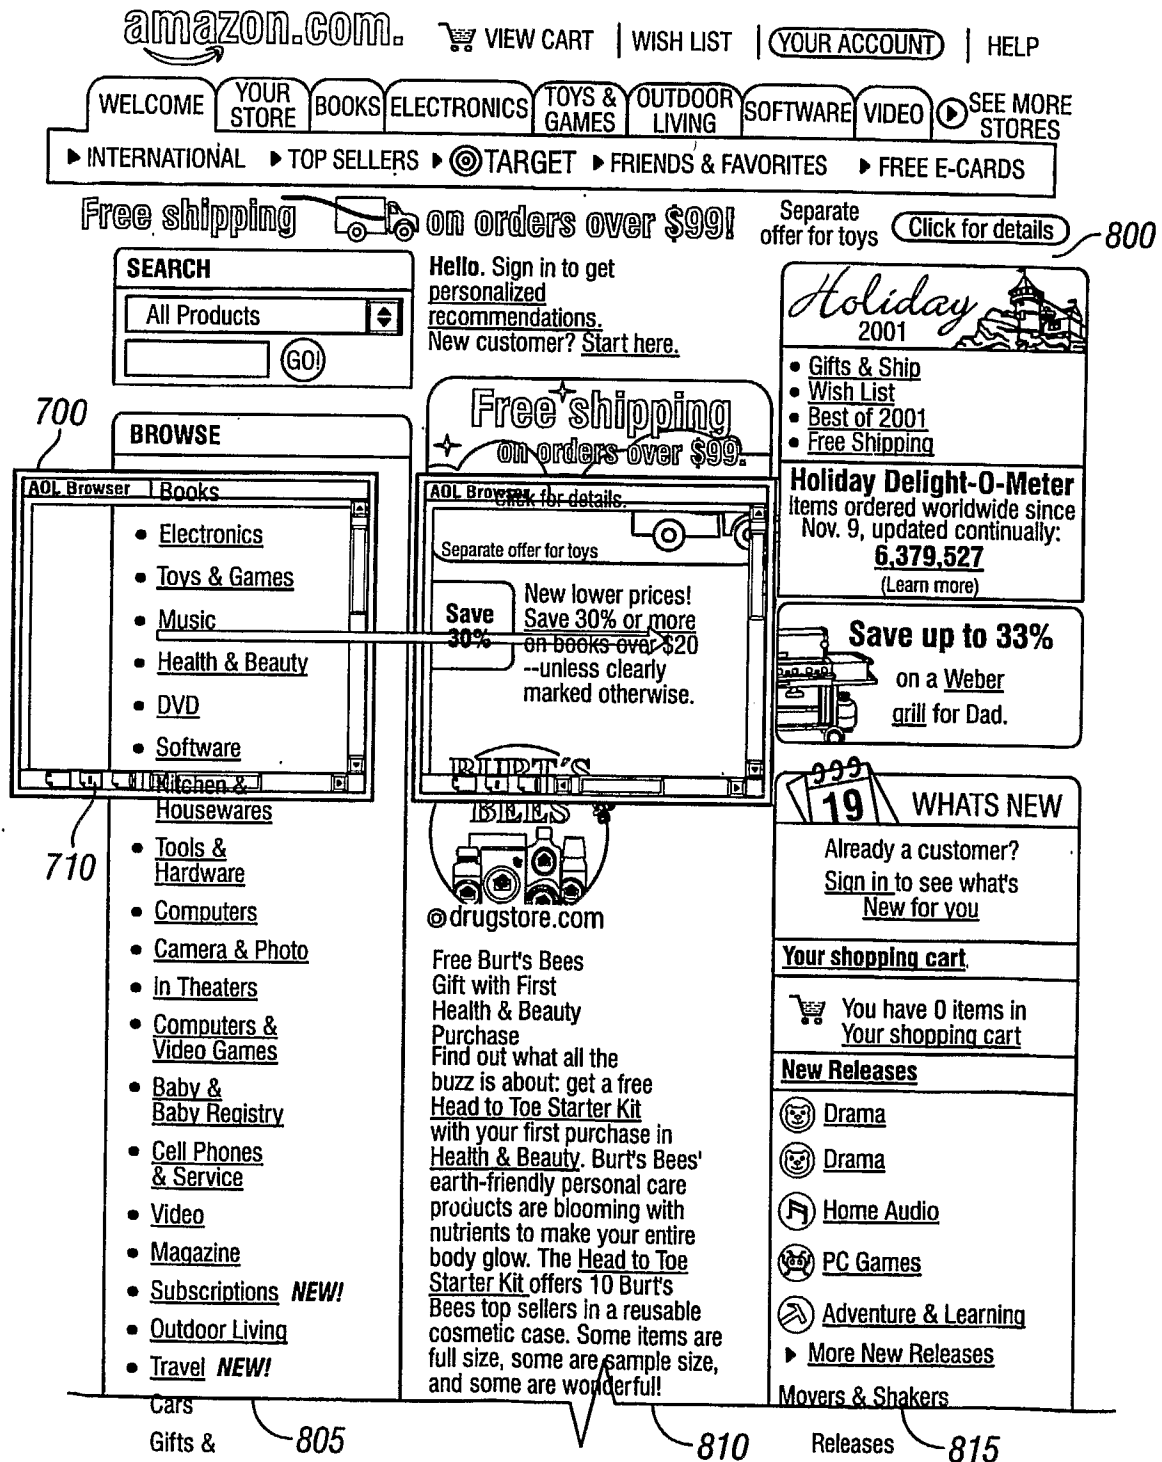 amazon.com.
VIEW CART | WISH LIST | YOUR ACCOUNT | HELP
WELCOME
YOUR STORE
BOOKS
ELECTRONICS
TOYS & GAMES
OUTDOOR LIVING
SOFTWARE
VIDEO
SEE MORE STORES
INTERNATIONAL TOP SELLERS TARGET FRIENDS & FAVORITES FREE E-CARDS
Free shipping on orders over $99!
Separate offer for toys
Click for details
800
SEARCH
All Products
GO!
700
BROWSE
AOL Browser
Books
• Electronics
• Toys & Games
• Music
• Health & Beauty
• DVD
• Software
Kitchen &
Housewares
710
• Tools &
Hardware
• Computers
• Camera & Photo
• In Theaters
• Computers &
Video Games
• Baby &
Baby Registry
• Cell Phones
& Service
• Video
• Magazine
• Subscriptions NEW!
• Outdoor Living
• Travel NEW!
Cars
Gifts &
805
Hello. Sign in to get
personalized
recommendations.
New customer? Start here.
Free shipping
on orders over $99.
AOL Browser
Click for details.
Separate offer for toys
Save
30%
New lower prices!
Save 30% or more
on books over $20
--unless clearly
marked otherwise.
BURT'S
BEES
drugstore.com
Free Burt's Bees
Gift with First
Health & Beauty
Purchase
Find out what all the
buzz is about: get a free
Head to Toe Starter Kit
with your first purchase in
Health & Beauty. Burt's Bees'
earth-friendly personal care
products are blooming with
nutrients to make your entire
body glow. The Head to Toe
Starter Kit offers 10 Burt's
Bees top sellers in a reusable
cosmetic case. Some items are
full size, some are sample size,
and some are wonderful!
810
Holiday
2001
• Gifts & Ship
• Wish List
• Best of 2001
• Free Shipping
Holiday Delight-O-Meter
Items ordered worldwide since
Nov. 9, updated continually:
6,379,527
(Learn more)
Save up to 33%
on a Weber
grill for Dad.
19
WHATS NEW
Already a customer?
Sign in to see what's
New for you
Your shopping cart
You have 0 items in
Your shopping cart
New Releases
Drama
Drama
Home Audio
PC Games
Adventure & Learning
More New Releases
Movers & Shakers
Releases
815